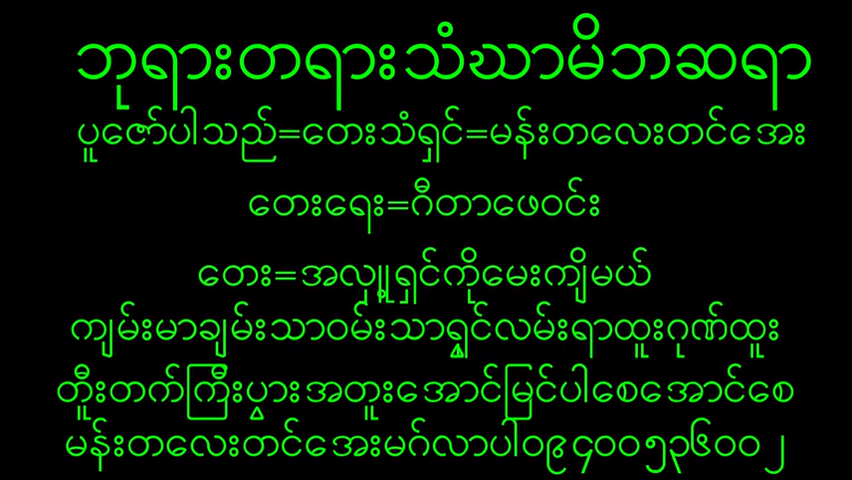 ဘုရားတရားသံဃာမိဘဆရာ
ပူဇော်ပါသည်=တေးသံရှင်=မန်းတလေးတင်အေး
တေးရေး=ဂီတာဖေဝင်း
တေး=အလှူ့ရှင်ကိုမေးကျိမယ်
ကျမ်းမာချမ်းသာဝမ်းသာရွှင်လမ်းရာထူးဂုဏ်ထူး
တိူးတက်ကြီးပွားအတူးအောင်မြင်ပါစေအောင်စေ
မန်းတလေးတင်အေးမင်္ဂလာပါ၀၉၄၀၀၅၃၆၀၀၂